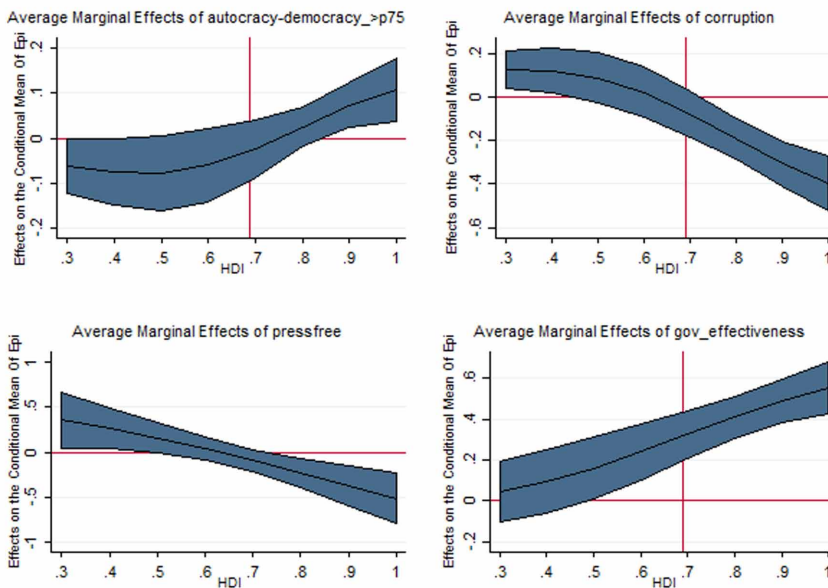 Average Marginal Effects of autocracy-democracy_>p75
Effects on the Conditional Mean Of Epi
.2
.1
0
-.1
-.2
.3 .4 .5 .6 .7 .8 .9 1
HDI
Average Marginal Effects of corruption
Effects on the Conditional Mean Of Epi
.2
0
-.2
-.4
-.6
.3 .4 .5 .6 .7 .8 .9 1
HDI
Average Marginal Effects of pressfree
Effects on the Conditional Mean Of Epi
1
.5
0
-.5
-1
.3 .4 .5 .6 .7 .8 .9 1
HDI
Average Marginal Effects of gov_effectiveness
Effects on the Conditional Mean Of Epi
.6
.4
.2
0
-.2
.3 .4 .5 .6 .7 .8 .9 1
HDI